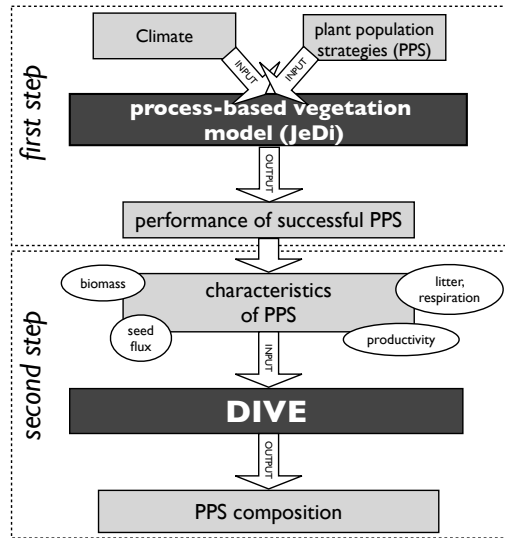 first step
Climate
plant population
strategies (PPS)
INPUT
INPUT
process-based vegetation
model (JeDi)
OUTPUT
performance of successful PPS
second step
biomass
characteristics
of PPS
litter,
respiration
seed
flux
productivity
INPUT
DIVE
OUTPUT
PPS composition